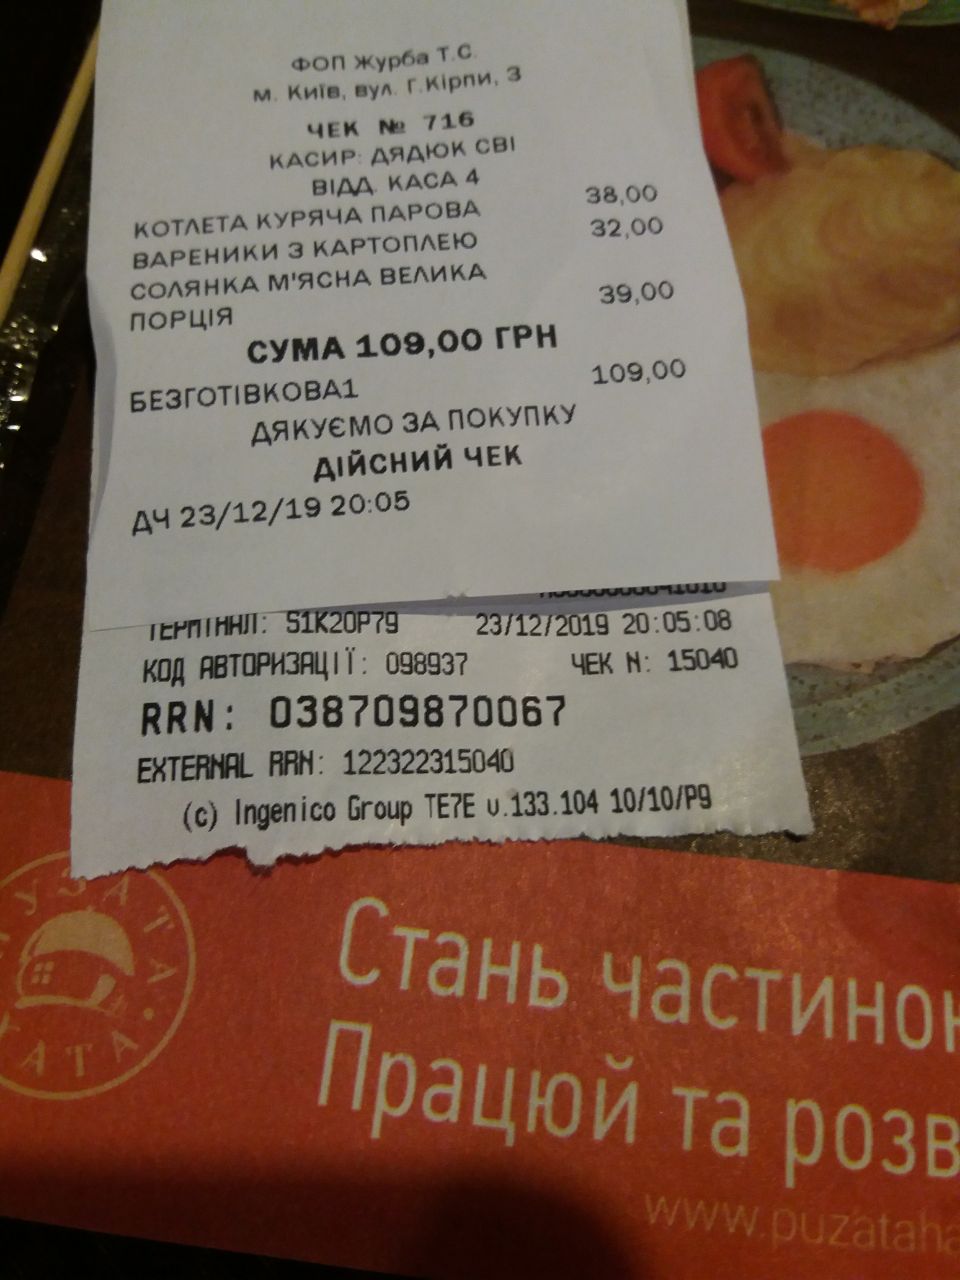 ФОП Журба Т.С.
м. Київ, вул. Г.Кірпи, 3
ЧЕК № 716
КАСИР: ДЯДЮК СВІ
ВІДД. КАСА 4
КОТЛЕТА КУРЯЧА ПАРОВА 38,00
ВАРЕНИКИ З КАРТОПЛЕЮ 32,00
СОЛЯНКА М'ЯСНА ВЕЛИКА
ПОРЦІЯ 39,00
СУМА 109,00 ГРН
БЕЗГОТІВКОВА1 109,00
ДЯКУЄМО ЗА ПОКУПКУ
ДІЙСНИЙ ЧЕК
ДЧ 23/12/19 20:05
ТЕРМІНАЛ: S1K20P79 23/12/2019 20:05:08
КОД АВТОРИЗАЦІЇ: 098937 ЧЕК N: 15040
RRN: 038709870067
EXTERNAL RRN: 122322315040
(c) Ingenico Group TE7E v.133.104 10/10/P9
Стань частиною
Працюй та розв
www.puzataha